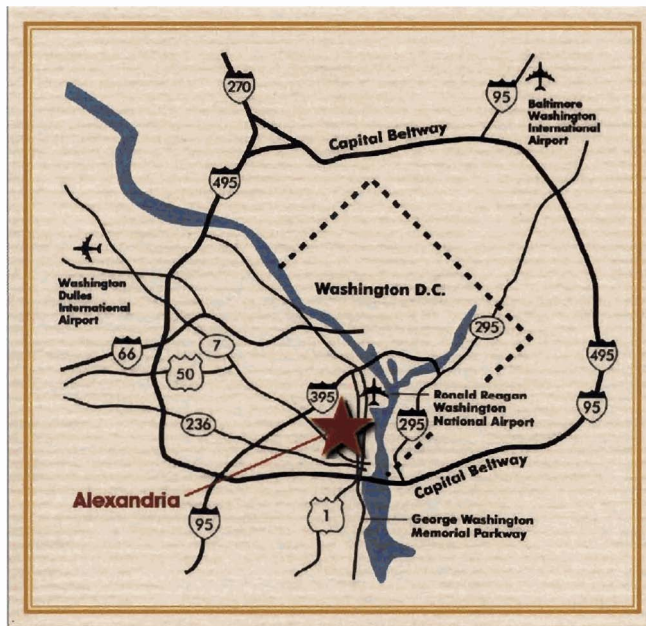 270
95
Baltimore
Washington
International
Airport
Capital Beltway
495
Washington
Dulles
International
Airport
Washington D.C.
295
7
66
50
495
395
Ronald Reagan
Washington
National Airport
95
236
295
Capital Beltway
Alexandria
95
1
George Washington
Memorial Parkway